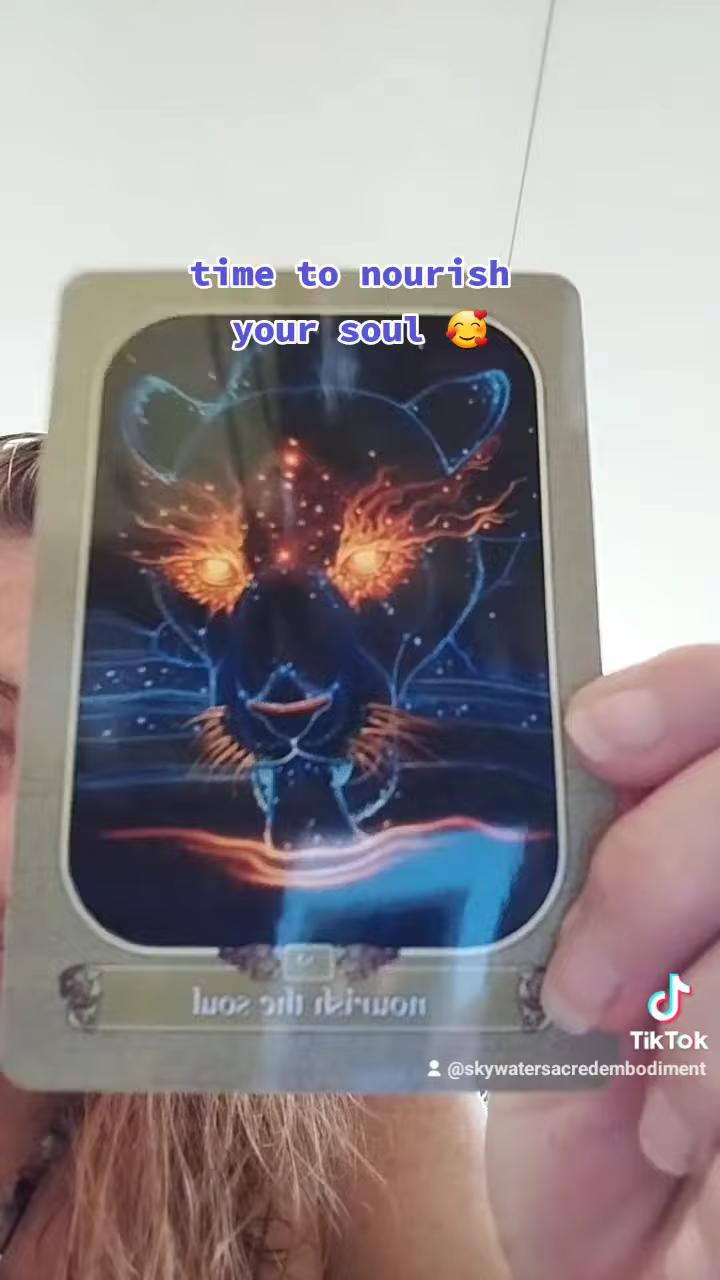 time to nourish
your soul 🥰
nourish the soul
TikTok
@skywatersacredembodiment